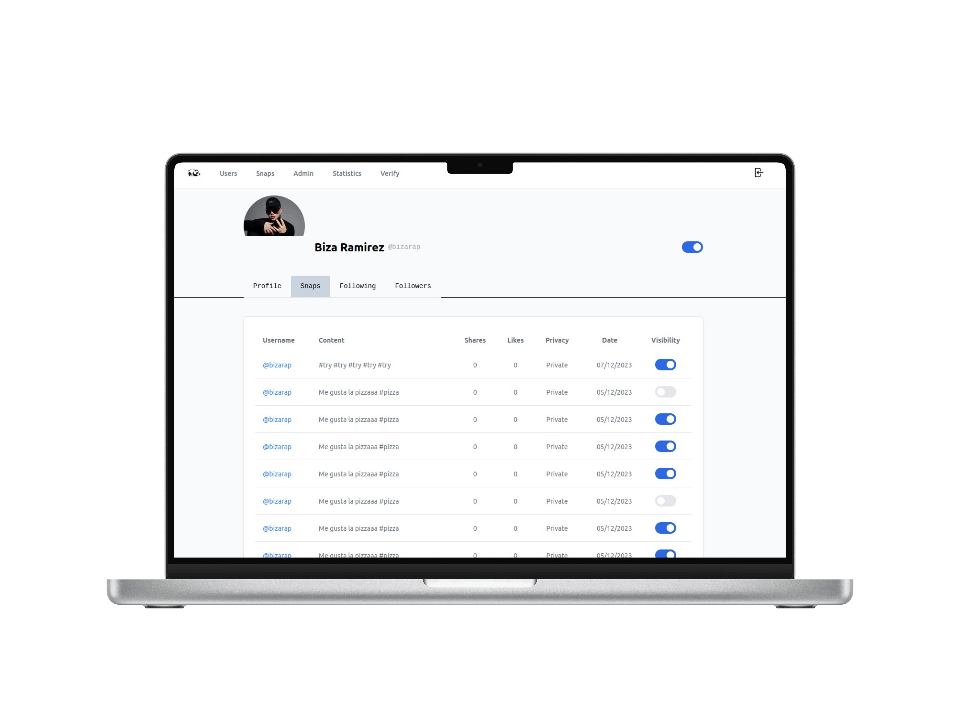 Users Snaps Admin Statistics Verify
Biza Ramirez @bizarap
Profile Snaps Following Followers
Username Content Shares Likes Privacy Date Visibility
@bizarap #try #try #try #try #try 0 0 Private 07/12/2023
@bizarap Me gusta la pizzaaa #pizza 0 0 Private 05/12/2023
@bizarap Me gusta la pizzaaa #pizza 0 0 Private 05/12/2023
@bizarap Me gusta la pizzaaa #pizza 0 0 Private 05/12/2023
@bizarap Me gusta la pizzaaa #pizza 0 0 Private 05/12/2023
@bizarap Me gusta la pizzaaa #pizza 0 0 Private 05/12/2023
@bizarap Me gusta la pizzaaa #pizza 0 0 Private 05/12/2023
@bizarap Me gusta la pizzaaa #pizza 0 0 Private 05/12/2023